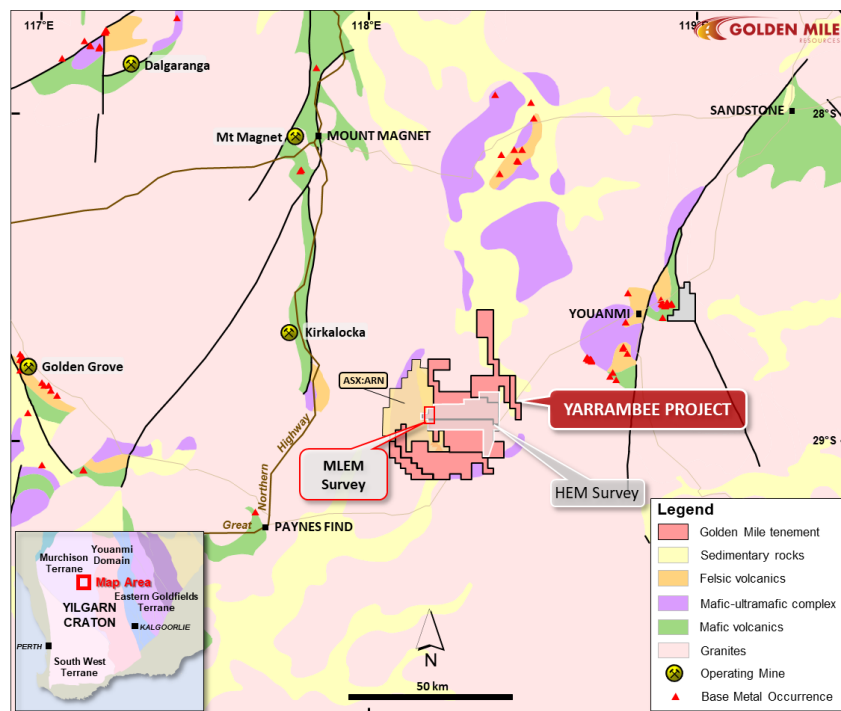 117°E
118°E
119°E
GOLDEN MILE
RESOURCES
Dalgaranga
SANDSTONE
28°S
Mt Magnet
MOUNT MAGNET
YOUANMI
Kirkalocka
Golden Grove
ASX:ARN
YARRAMBEE PROJECT
MLEM
Survey
HEM Survey
29°S
Great Northern Highway
PAYNES FIND
Legend
Golden Mile tenement
Sedimentary rocks
Felsic volcanics
Mafic-ultramafic complex
Mafic volcanics
Granites
Operating Mine
Base Metal Occurrence
Murchison
Terrane
Youanmi
Domain
Map Area
YILGARN
CRATON
Eastern Goldfields
Terrane
KALGOORLIE
PERTH
South West
Terrane
N
50 km